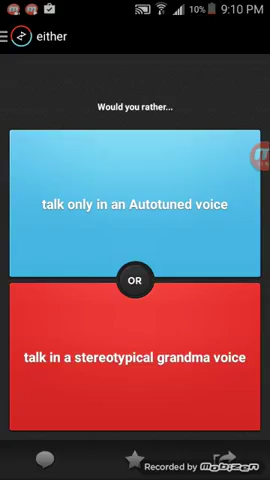 10% 9:10 PM
either
Would you rather...
talk only in an Autotuned voice
OR
talk in a stereotypical grandma voice
Recorded by mobizen